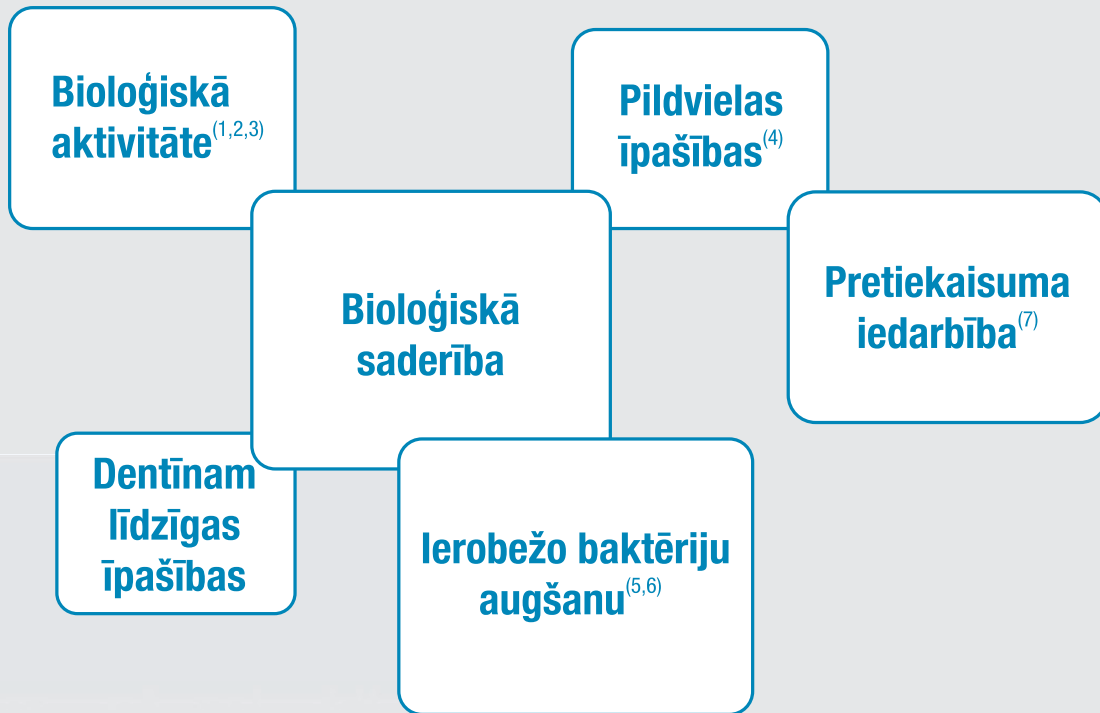 Bioloģiskā
aktivitāte(1,2,3)
Pildvielas
īpašības(4)
Bioloģiskā
saderība
Pretiekaisuma
iedarbība(7)
Dentīnam
līdzīgas
īpašības
Ierobežo baktēriju
augšanu(5,6)